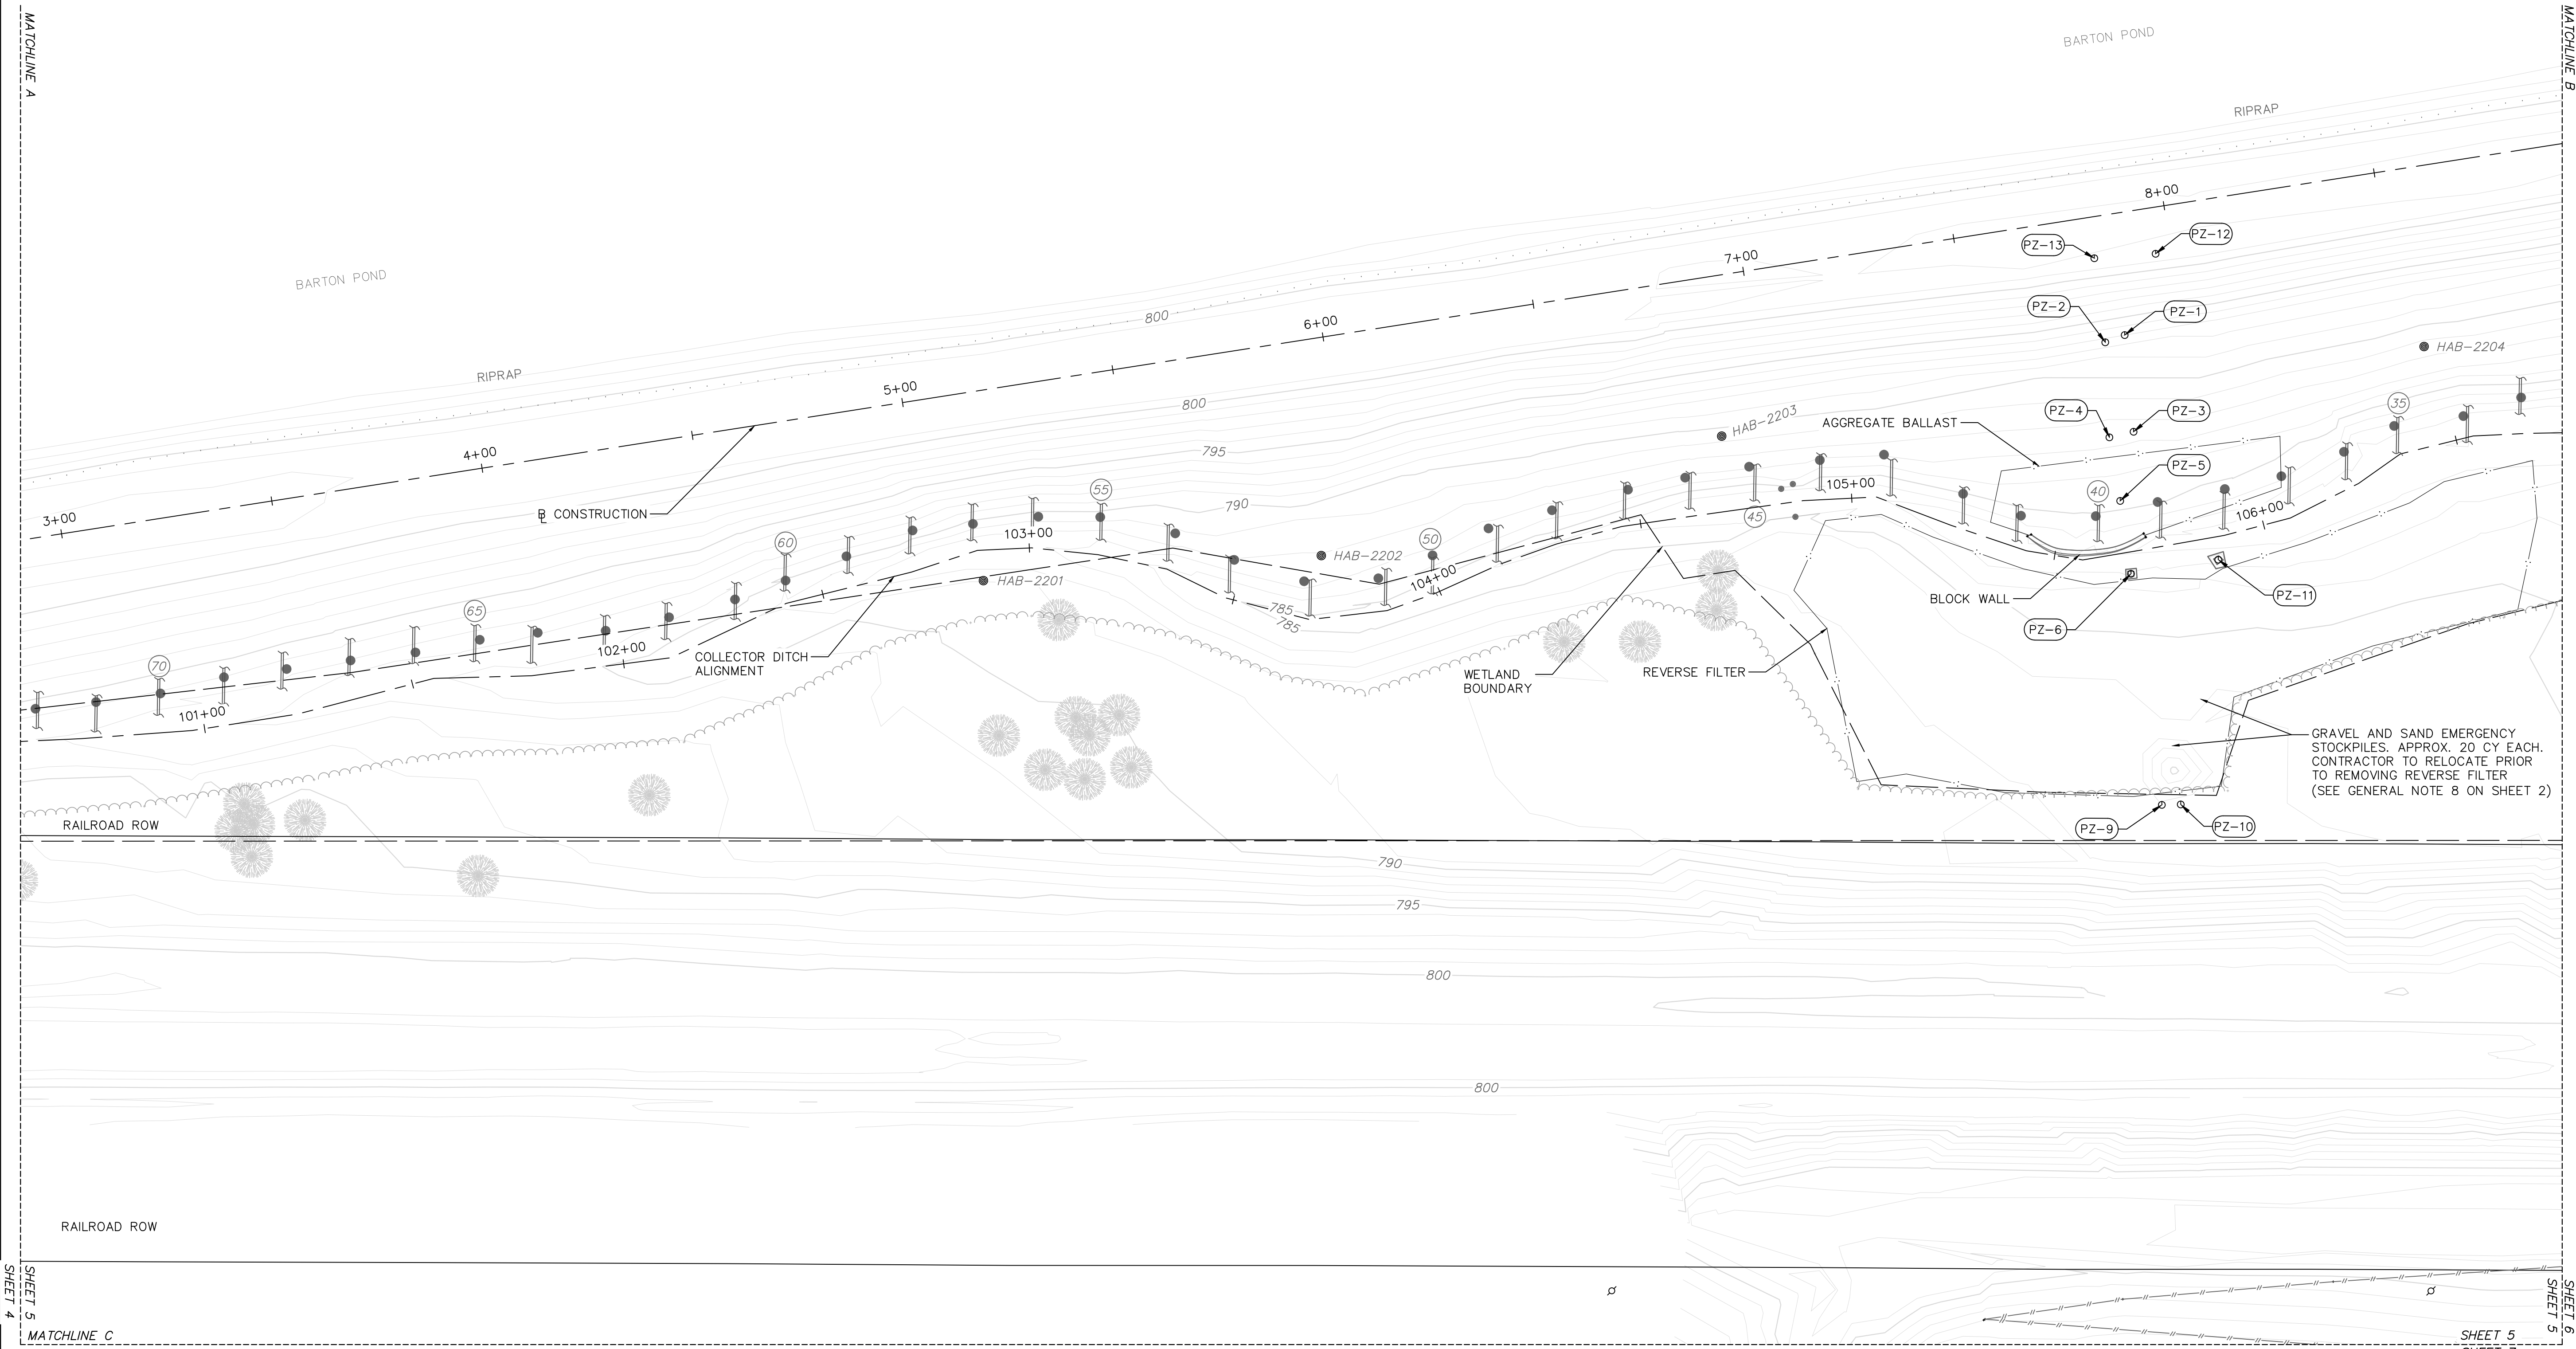 MATCHLINE A
MATCHLINE B
BARTON POND
RIPRAP
8+00
PZ-12
PZ-13
7+00
BARTON POND
PZ-2
PZ-1
800
6+00
HAB-2204
RIPRAP
5+00
800
35
PZ-4
PZ-3
HAB-2203
AGGREGATE BALLAST
4+00
795
PZ-5
105+00
55
40
790
45
106+00
3+00
℄ CONSTRUCTION
103+00
60
50
HAB-2202
HAB-2201
104+00
PZ-11
BLOCK WALL
65
785
785
PZ-6
102+00
COLLECTOR DITCH
ALIGNMENT
70
WETLAND
BOUNDARY
REVERSE FILTER
101+00
GRAVEL AND SAND EMERGENCY
STOCKPILES. APPROX. 20 CY EACH.
CONTRACTOR TO RELOCATE PRIOR
TO REMOVING REVERSE FILTER
(SEE GENERAL NOTE 8 ON SHEET 2)
RAILROAD ROW
PZ-9
PZ-10
790
795
800
800
RAILROAD ROW
SHEET 4
SHEET 5
MATCHLINE C
SHEET 5
SHEET 6
SHEET 5